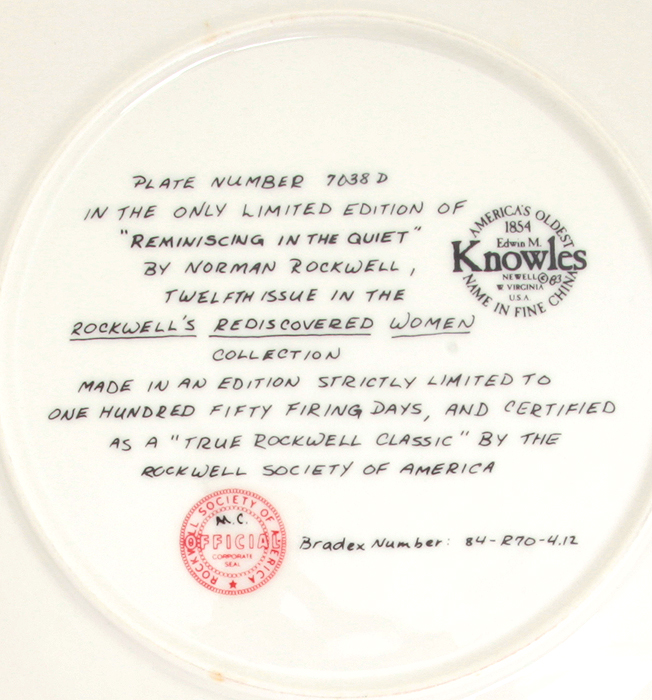 PLATE NUMBER 7038 D
IN THE ONLY LIMITED EDITION OF
"REMINISCING IN THE QUIET"
BY NORMAN ROCKWELL,
TWELFTH ISSUE IN THE
ROCKWELL'S REDISCOVERED WOMEN
COLLECTION
MADE IN AN EDITION STRICTLY LIMITED TO
ONE HUNDRED FIFTY FIRING DAYS, AND CERTIFIED
AS A "TRUE ROCKWELL CLASSIC" BY THE
ROCKWELL SOCIETY OF AMERICA
AMERICA'S OLDEST
1854
Edwin M.
Knowles
NEWELL © 83
W VIRGINIA
U.S.A.
NAME IN FINE CHINA
ROCKWELL SOCIETY OF AMERICA
M.C.
OFFICIAL
CORPORATE
SEAL
Bradex Number: 84-R70-4.12